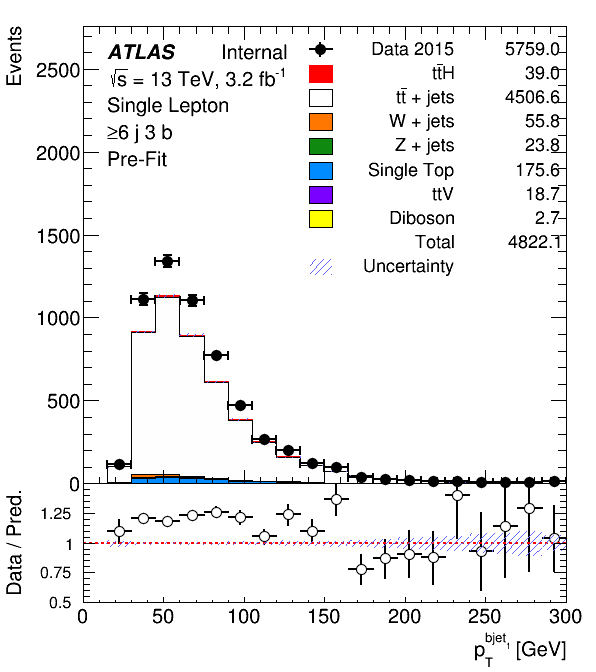 Events
ATLAS Internal
√s = 13 TeV, 3.2 fb⁻¹
Single Lepton
≥6 j 3 b
Pre-Fit
Data 2015 5759.0
tt̄H 39.0
tt̄ + jets 4506.6
W + jets 55.8
Z + jets 23.8
Single Top 175.6
ttV 18.7
Diboson 2.7
Total 4822.1
Uncertainty
2500
2000
1500
1000
500
0
Data / Pred.
1.25
1
0.75
0.5
0 50 100 150 200 250 300
p_T^bjet, [GeV]